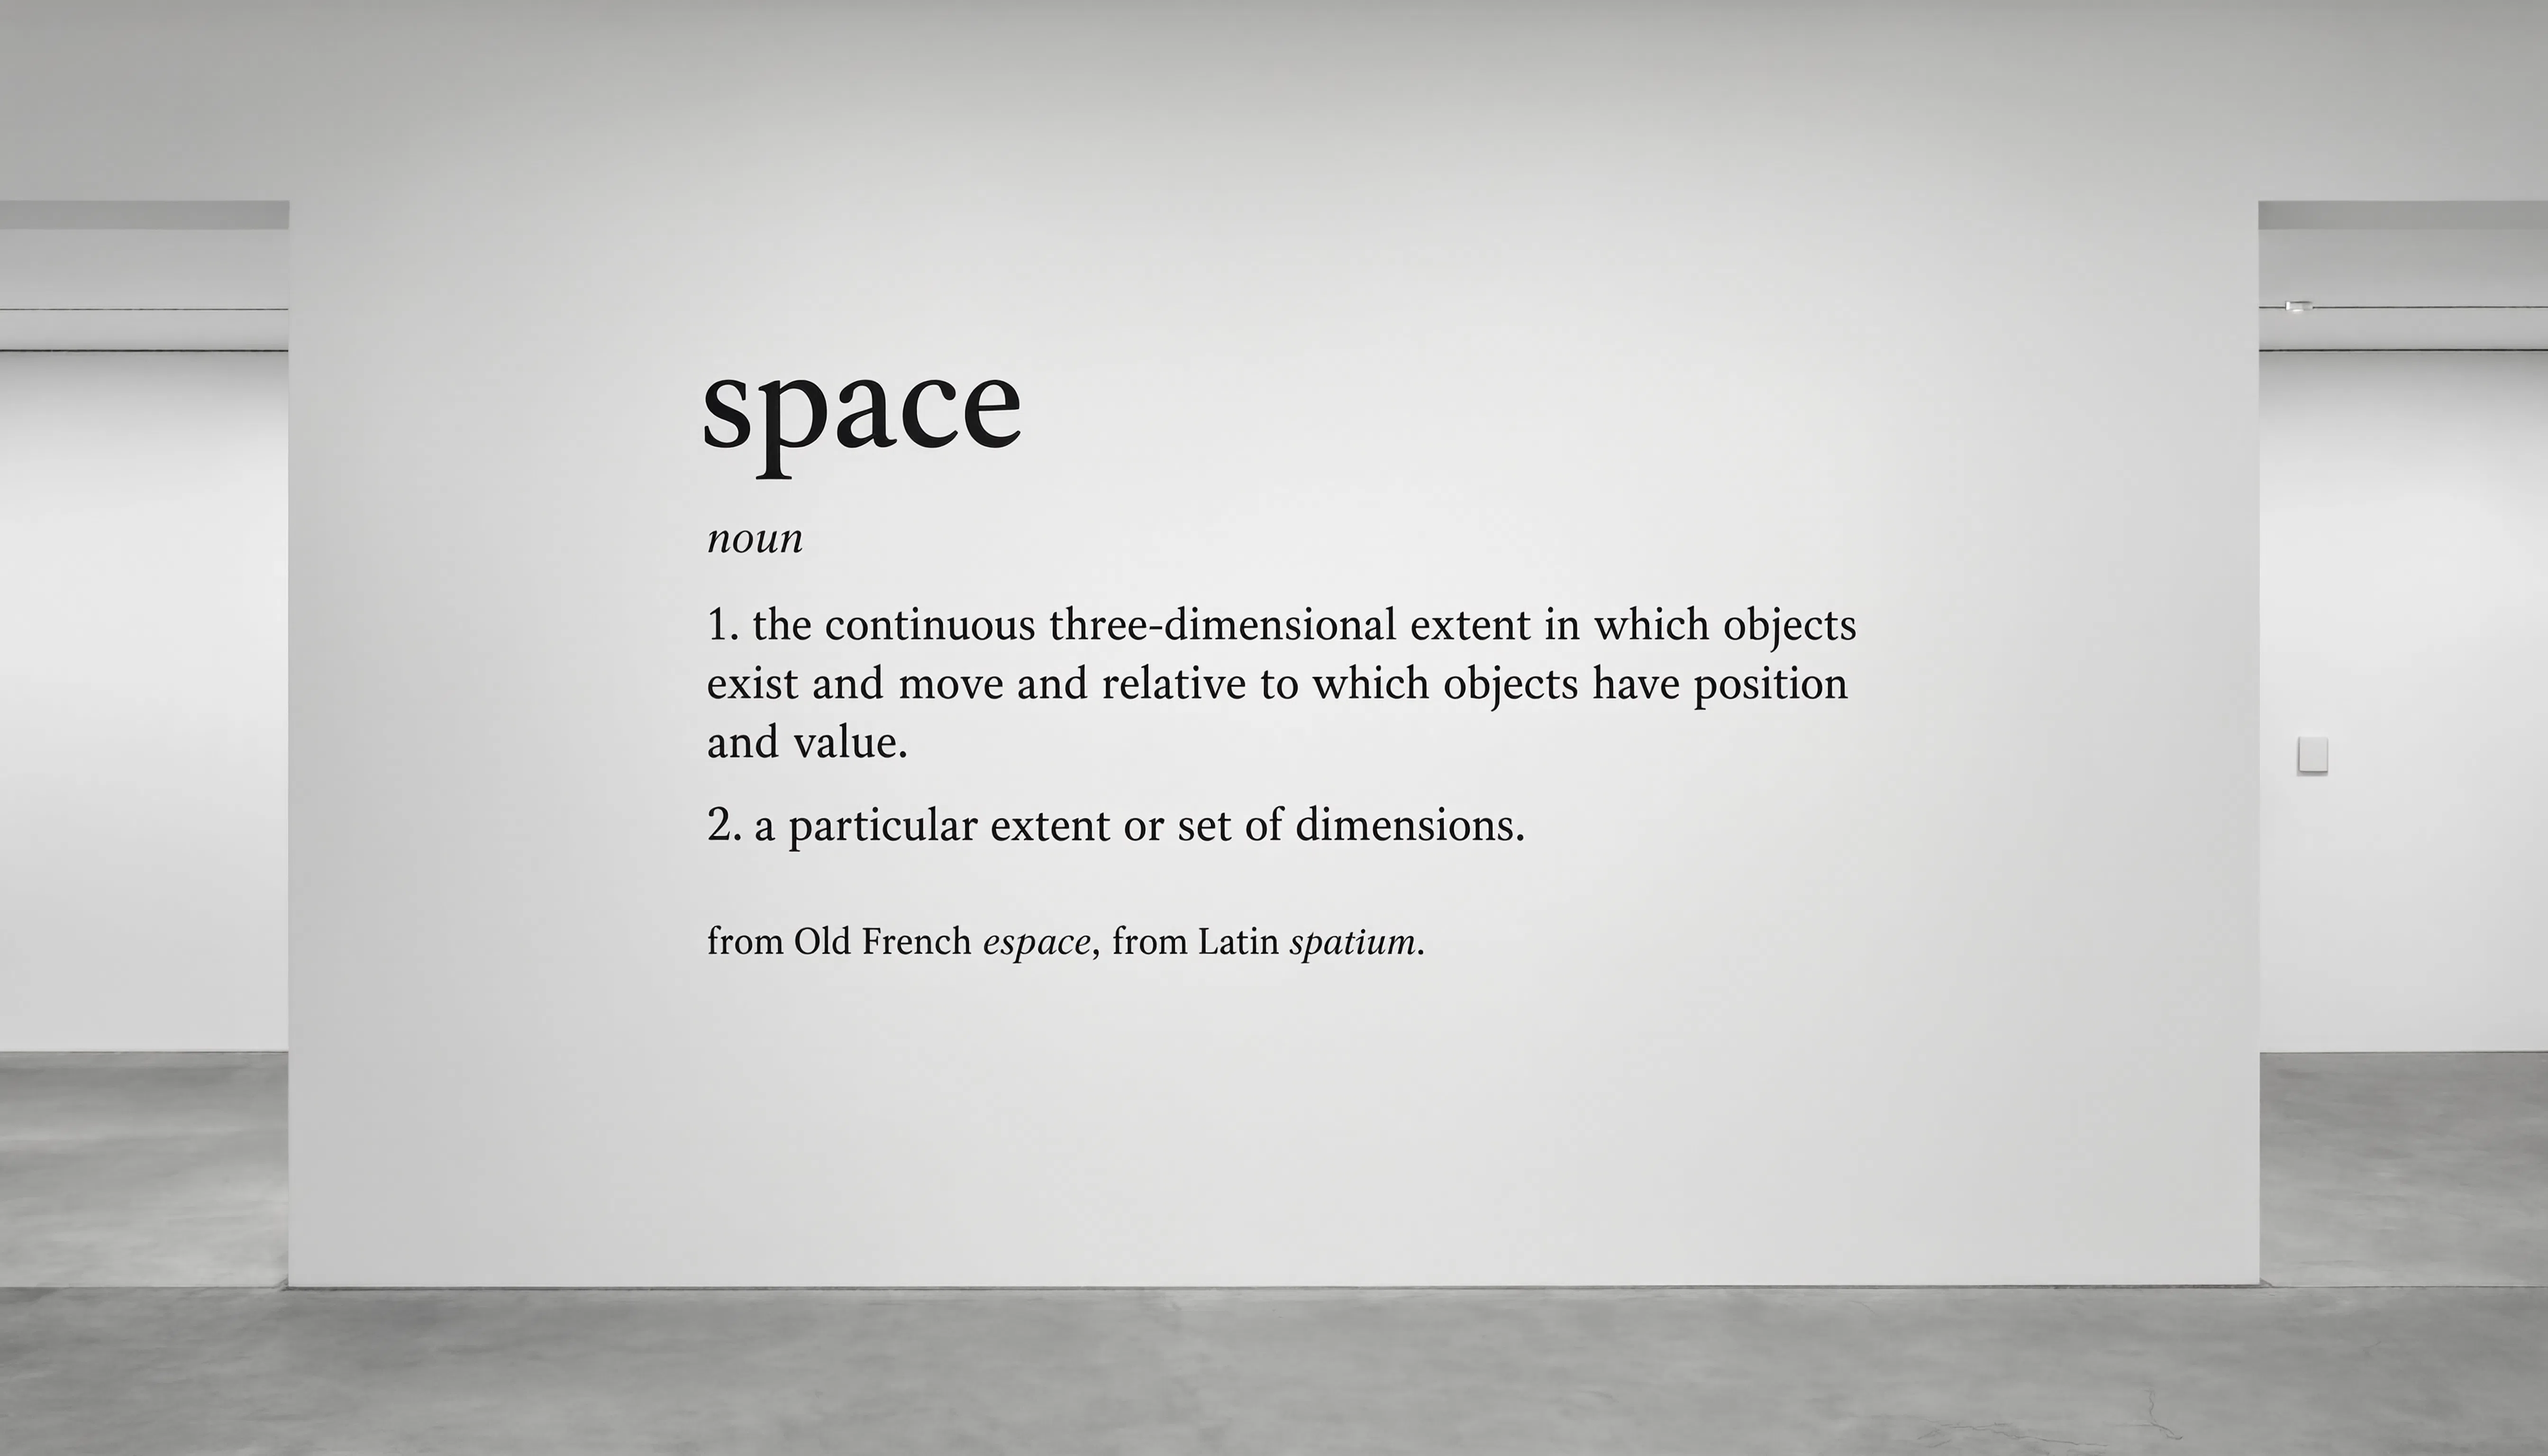 space
noun
1. the continuous three-dimensional extent in which objects
exist and move and relative to which objects have position
and value.
2. a particular extent or set of dimensions.
from Old French espace, from Latin spatium.